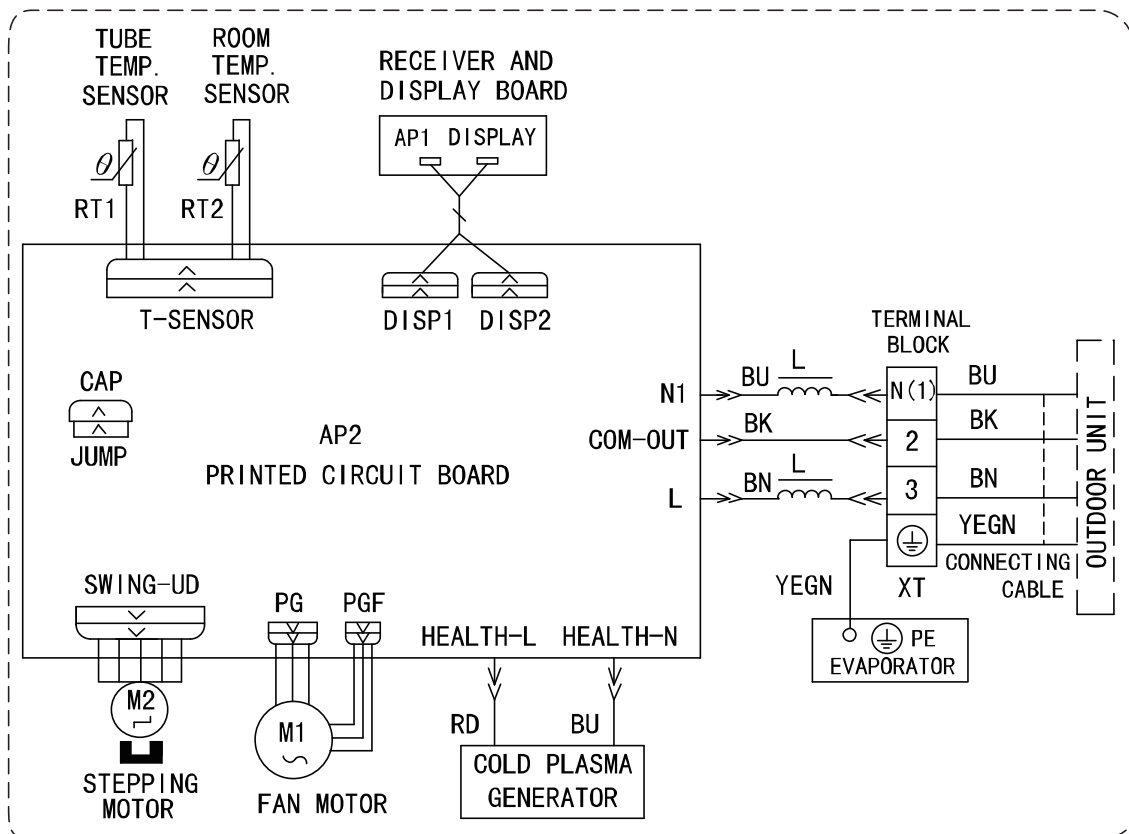 TUBE
TEMP.
SENSOR
ROOM
TEMP.
SENSOR
RECEIVER AND
DISPLAY BOARD
AP1 DISPLAY
θ
RT1
θ
RT2
T-SENSOR
DISP1
DISP2
CAP
JUMP
AP2
PRINTED CIRCUIT BOARD
N1
COM-OUT
L
BU
L
BK
BN
L
TERMINAL
BLOCK
N(1)
2
3
XT
BU
BK
BN
YEGN
CONNECTING
CABLE
OUTDOOR UNIT
YEGN
PE
EVAPORATOR
SWING-UD
M2
STEPPING
MOTOR
PG
PGF
M1
FAN MOTOR
HEALTH-L
HEALTH-N
RD
BU
COLD PLASMA
GENERATOR